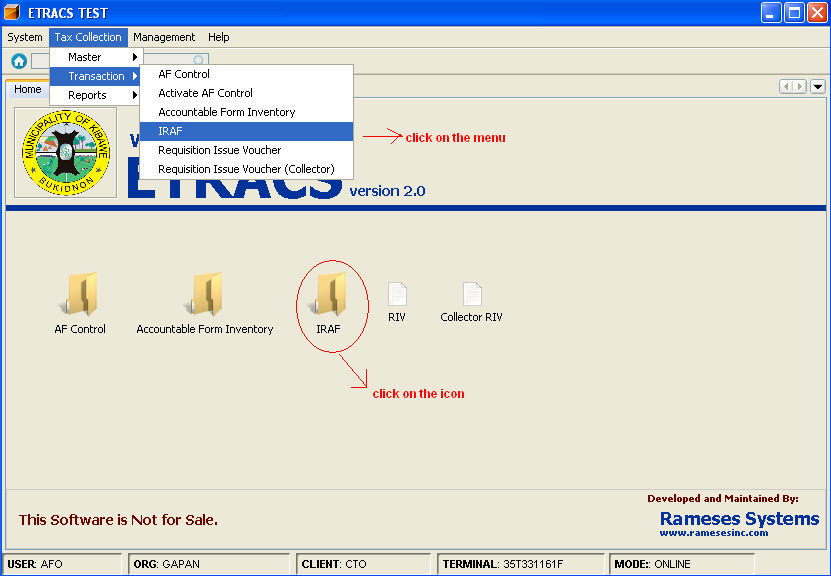 ETRACS TEST
System Tax Collection Management Help
Master
Transaction
Reports
AF Control
Activate AF Control
Accountable Form Inventory
IRAF
Requisition Issue Voucher
Requisition Issue Voucher (Collector)
click on the menu
Home
MUNICIPALITY OF KIBAWE
BUKIDNON
W
ETRACS version 2.0
AF Control
Accountable Form Inventory
IRAF
RIV
Collector RIV
click on the icon
This Software is Not for Sale.
Developed and Maintained By:
Rameses Systems
www.ramesesinc.com
USER: AFO ORG: GAPAN CLIENT: CTO TERMINAL: 35T331161F MODE:: ONLINE